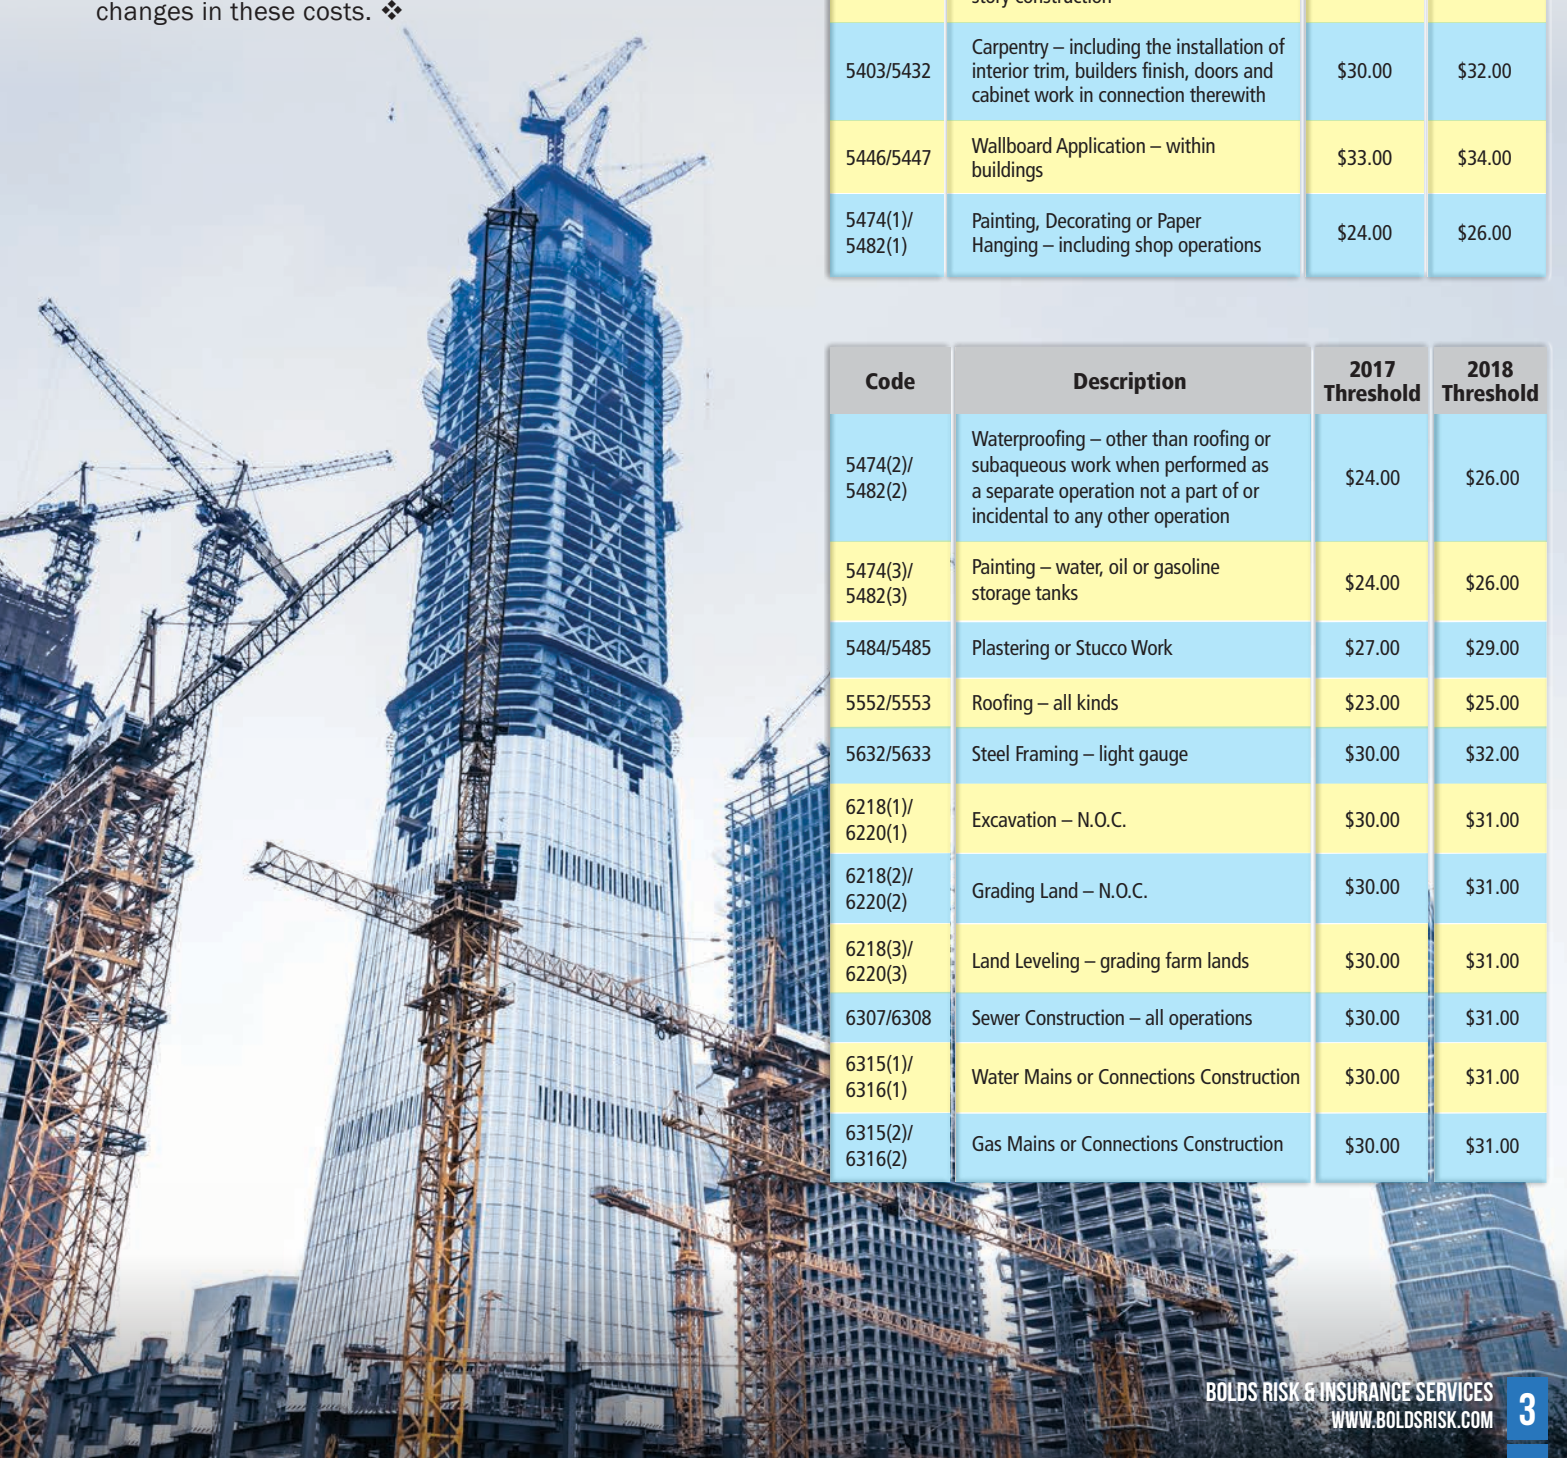 changes in these costs. ❖
story construction
5403/5432
Carpentry – including the installation of
interior trim, builders finish, doors and
cabinet work in connection therewith
$30.00
$32.00
5446/5447
Wallboard Application – within
buildings
$33.00
$34.00
5474(1)/
5482(1)
Painting, Decorating or Paper
Hanging – including shop operations
$24.00
$26.00
Code
Description
2017
Threshold
2018
Threshold
5474(2)/
5482(2)
Waterproofing – other than roofing or
subaqueous work when performed as
a separate operation not a part of or
incidental to any other operation
$24.00
$26.00
5474(3)/
5482(3)
Painting – water, oil or gasoline
storage tanks
$24.00
$26.00
5484/5485
Plastering or Stucco Work
$27.00
$29.00
5552/5553
Roofing – all kinds
$23.00
$25.00
5632/5633
Steel Framing – light gauge
$30.00
$32.00
6218(1)/
6220(1)
Excavation – N.O.C.
$30.00
$31.00
6218(2)/
6220(2)
Grading Land – N.O.C.
$30.00
$31.00
6218(3)/
6220(3)
Land Leveling – grading farm lands
$30.00
$31.00
6307/6308
Sewer Construction – all operations
$30.00
$31.00
6315(1)/
6316(1)
Water Mains or Connections Construction
$30.00
$31.00
6315(2)/
6316(2)
Gas Mains or Connections Construction
$30.00
$31.00
BOLDS RISK & INSURANCE SERVICES
WWW.BOLDSRISK.COM
3